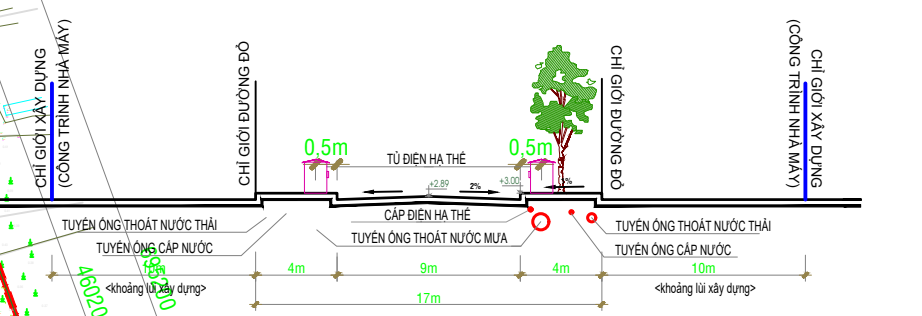 CHỈ GIỚI XÂY DỰNG
(CÔNG TRÌNH NHÀ MÁY)
CHỈ GIỚI ĐƯỜNG ĐỎ
CHỈ GIỚI ĐƯỜNG ĐỎ
(CÔNG TRÌNH NHÀ MÁY)
CHỈ GIỚI XÂY DỰNG
0,5m
0,5m
TỦ ĐIỆN HẠ THẾ
+2.89
2%
+3.00
CÁP ĐIỆN HẠ THẾ
TUYẾN ỐNG THOÁT NƯỚC THẢI
TUYẾN ỐNG THOÁT NƯỚC MƯA
TUYẾN ỐNG THOÁT NƯỚC THẢI
TUYẾN ỐNG CẤP NƯỚC
TUYẾN ỐNG CẤP NƯỚC
4m
9m
4m
10m
<khoảng lùi xây dựng>
<khoảng lùi xây dựng>
17m